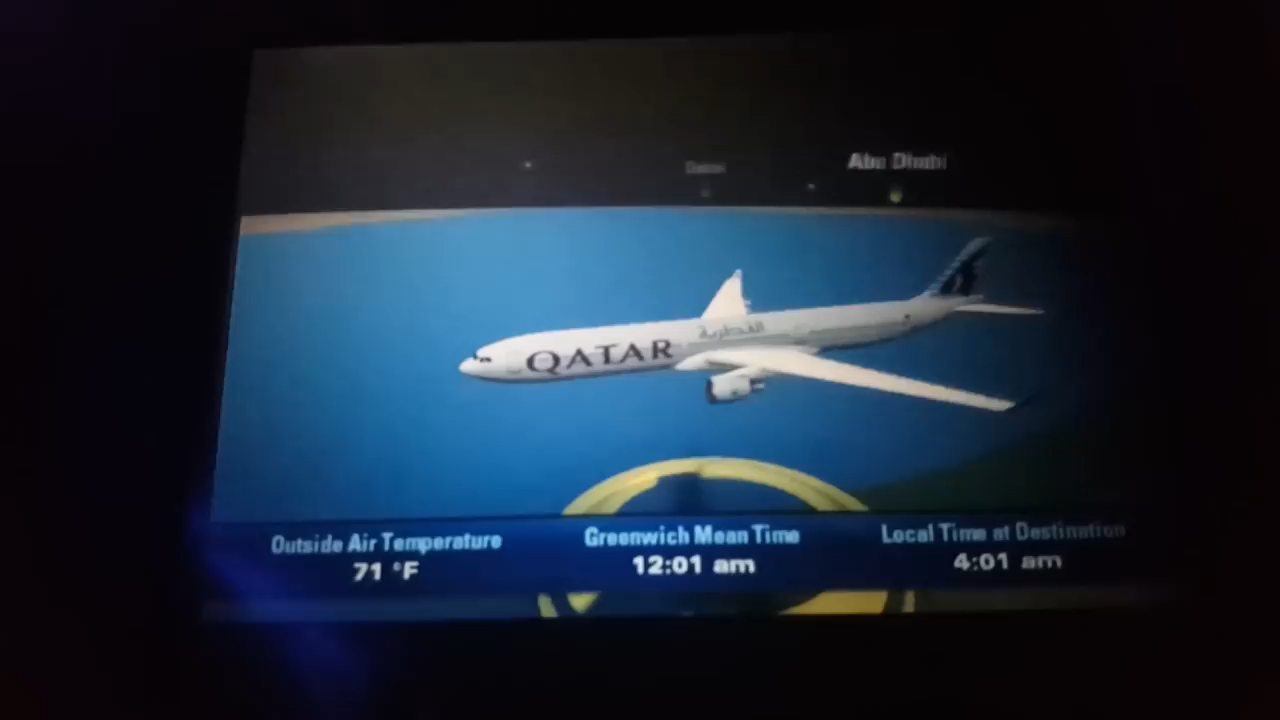 Abu Dhabi
القطرية
QATAR
Outside Air Temperature
Greenwich Mean Time
Local Time at Destination
71 °F
12:01 am
4:01 am